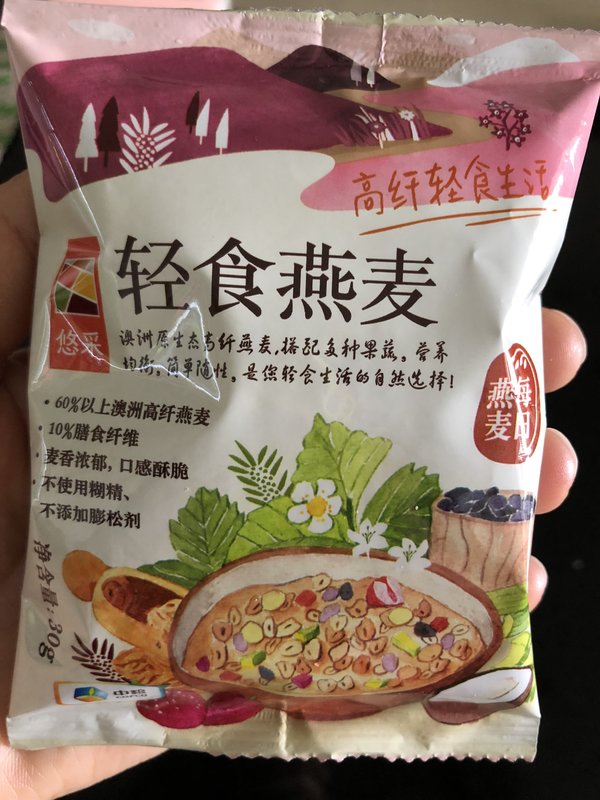 高纤轻食生活
悠采
轻食燕麦
澳洲原生态高纤燕麦,搭配多种果蔬。营养
均衡,简单随性。是您轻食生活的自然选择!
每日
燕麦
·60%以上澳洲高纤燕麦
·10%膳食纤维
·麦香浓郁,口感酥脆
·不使用糊精、
不添加膨松剂
净含量:30g
中粮
COFCO